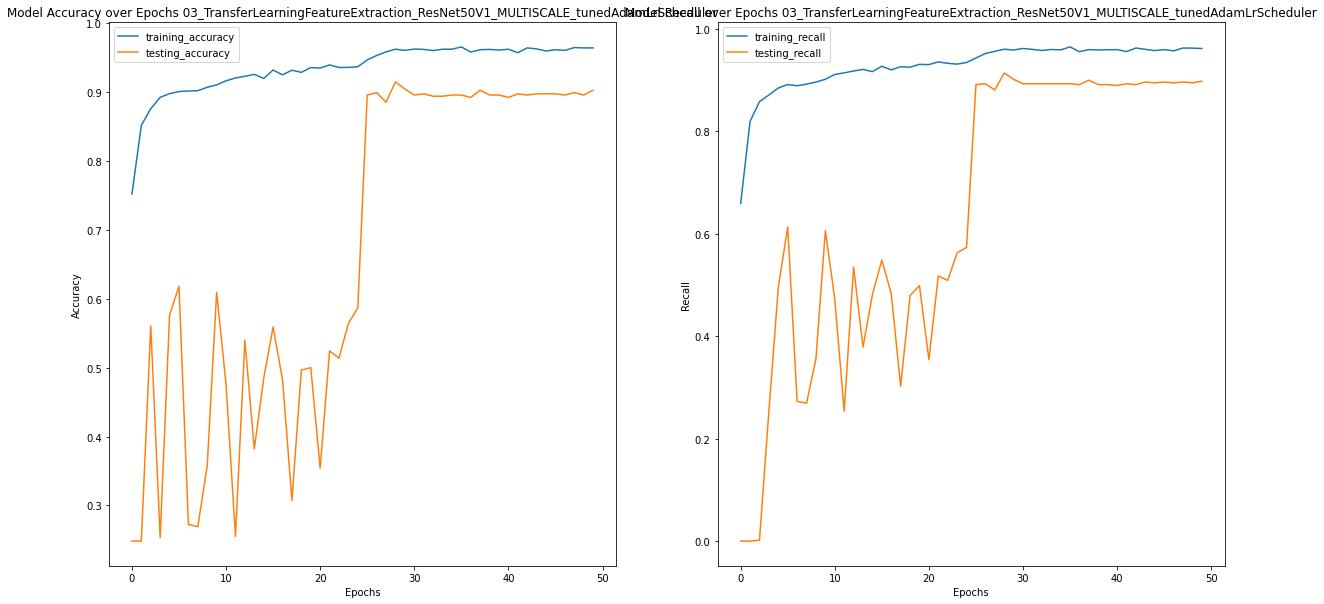 Model Accuracy over Epochs 03_TransferLearningFeatureExtraction_ResNet50V1_MULTISCALE_tunedAdamLrScheduler
training_accuracy
testing_accuracy
1.0
0.9
0.8
0.7
0.6
0.5
0.4
0.3
Accuracy
0
10
20
30
40
50
Epochs
Model Recall over Epochs 03_TransferLearningFeatureExtraction_ResNet50V1_MULTISCALE_tunedAdamLrScheduler
training_recall
testing_recall
1.0
0.8
0.6
0.4
0.2
0.0
Recall
0
10
20
30
40
50
Epochs